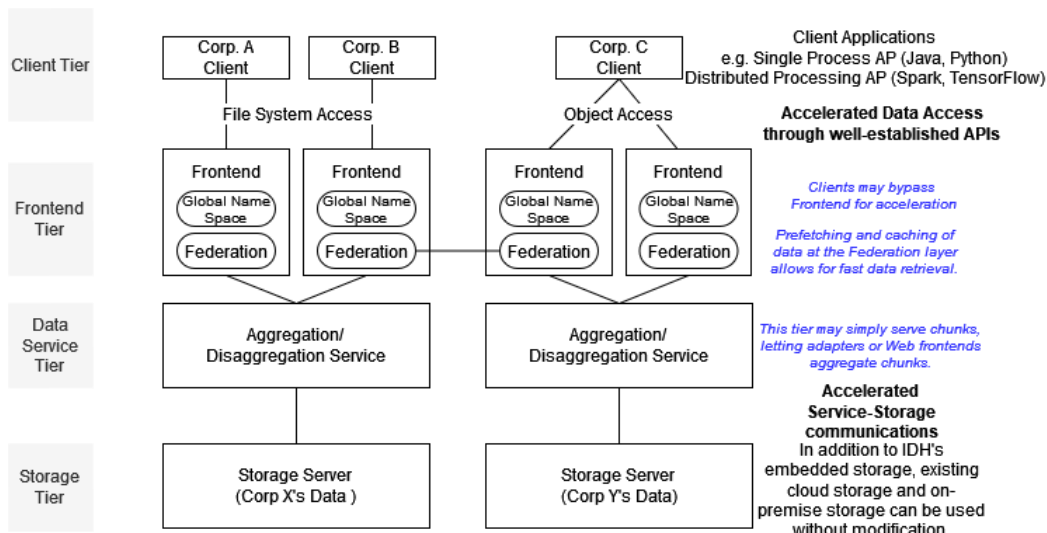 Client Tier
Corp. A
Client
Corp. B
Client
Corp. C
Client
Client Applications
e.g. Single Process AP (Java, Python)
Distributed Processing AP (Spark, TensorFlow)
File System Access
Object Access
Accelerated Data Access
through well-established APIs
Frontend
Tier
Frontend
Global Name
Space
Federation
Frontend
Global Name
Space
Federation
Frontend
Global Name
Space
Federation
Frontend
Global Name
Space
Federation
Clients may bypass
Frontend for acceleration
Prefetching and caching of
data at the Federation layer
allows for fast data retrieval.
Data
Service
Tier
Aggregation/
Disaggregation Service
Aggregation/
Disaggregation Service
This tier may simply serve chunks,
letting adapters or Web frontends
aggregate chunks.
Accelerated
Service-Storage
communications
In addition to IDH's
embedded storage, existing
cloud storage and on-
premise storage can be used
without modification
Storage
Tier
Storage Server
(Corp X's Data )
Storage Server
(Corp Y's Data)